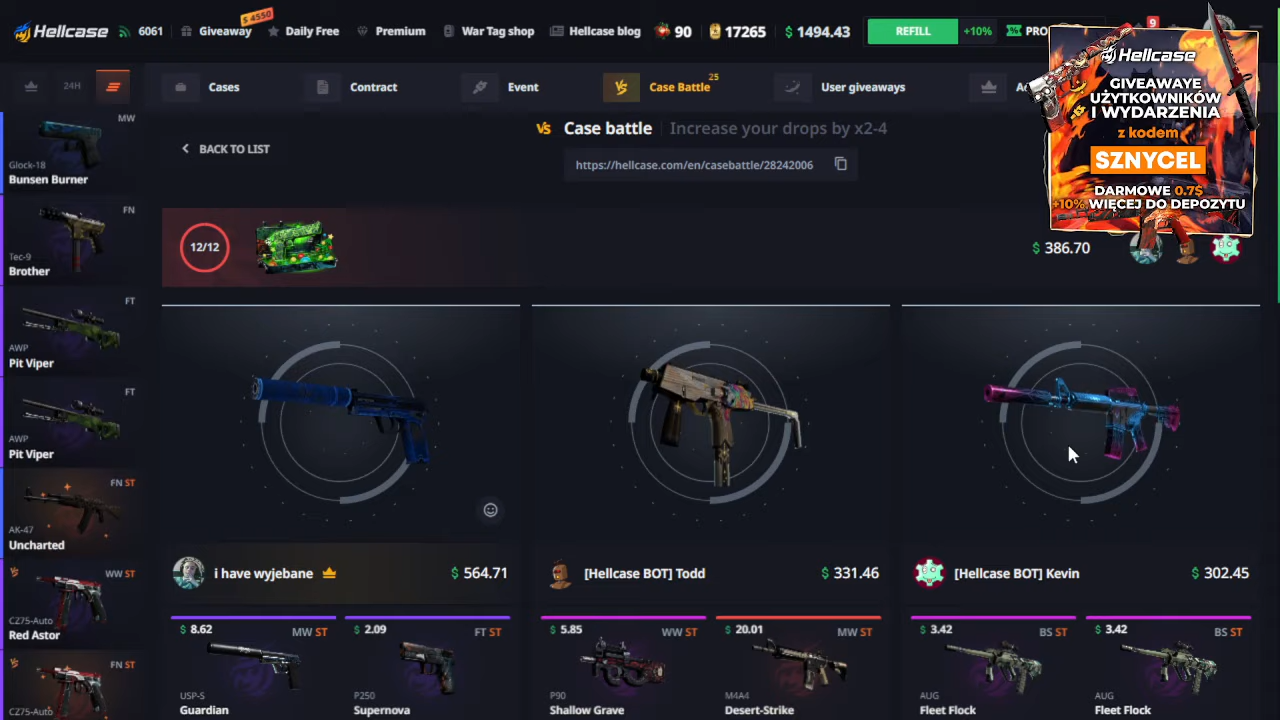 Hellcase 6061 Giveaway $ 4550 Daily Free Premium War Tag shop Hellcase blog 90 17265 $ 1494.43 REFILL +10% PRO 9
24H Cases Contract Event Case Battle 25 User giveaways
Hellcase
GIVEAWAYE
UŻYTKOWNIKÓW
I WYDARZENIA
z kodem
SZNYCEL
DARMOWE 0.7$
+10% WIĘCEJ DO DEPOZYTU
BACK TO LIST
VS Case battle Increase your drops by x2-4
https://hellcase.com/en/casebattle/28242006
12/12 $ 386.70
MW
Glock-18
Bunsen Burner
FN
Tec-9
Brother
FT
AWP
Pit Viper
FT
AWP
Pit Viper
FN ST
AK-47
Uncharted
WW ST
CZ75-Auto
Red Astor
FN ST
CZ75-Auto
i have wyjebane $ 564.71
[Hellcase BOT] Todd $ 331.46
[Hellcase BOT] Kevin $ 302.45
$ 8.62 MW ST
USP-S
Guardian
$ 2.09 FT ST
P250
Supernova
$ 5.85 WW ST
P90
Shallow Grave
$ 20.01 MW ST
M4A4
Desert-Strike
$ 3.42 BS ST
AUG
Fleet Flock
$ 3.42 BS ST
AUG
Fleet Flock